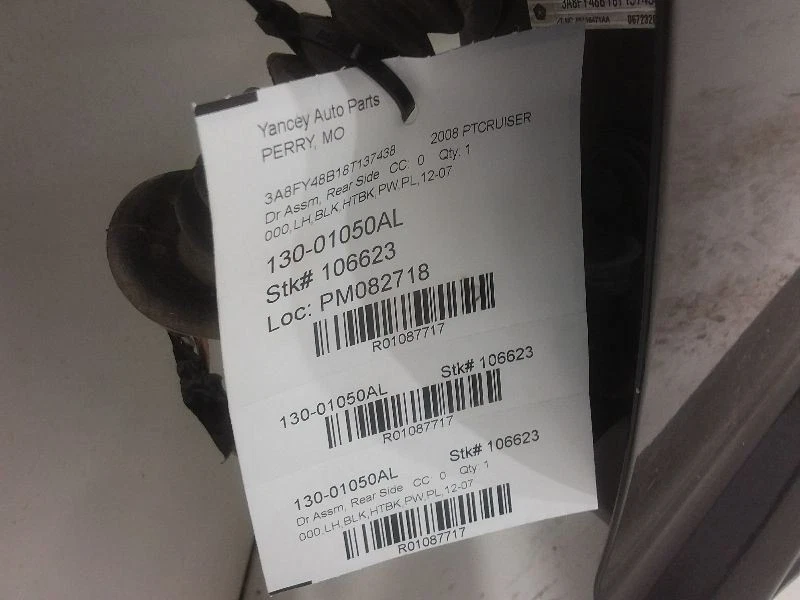 Yancey Auto Parts
PERRY, MO
3A8FY48B18T137438 2008 PTCRUISER
Dr Assm, Rear Side CC: 0 Qty: 1
000,LH,BLK,HTBK,PW,PL,12-07
130-01050AL
Stk# 106623
Loc: PM082718
R01087717
130-01050AL Stk# 106623
R01087717
130-01050AL Stk# 106623
Dr Assm, Rear Side CC: 0 Qty: 1
000,LH,BLK,HTBK,PW,PL,12-07
R01087717